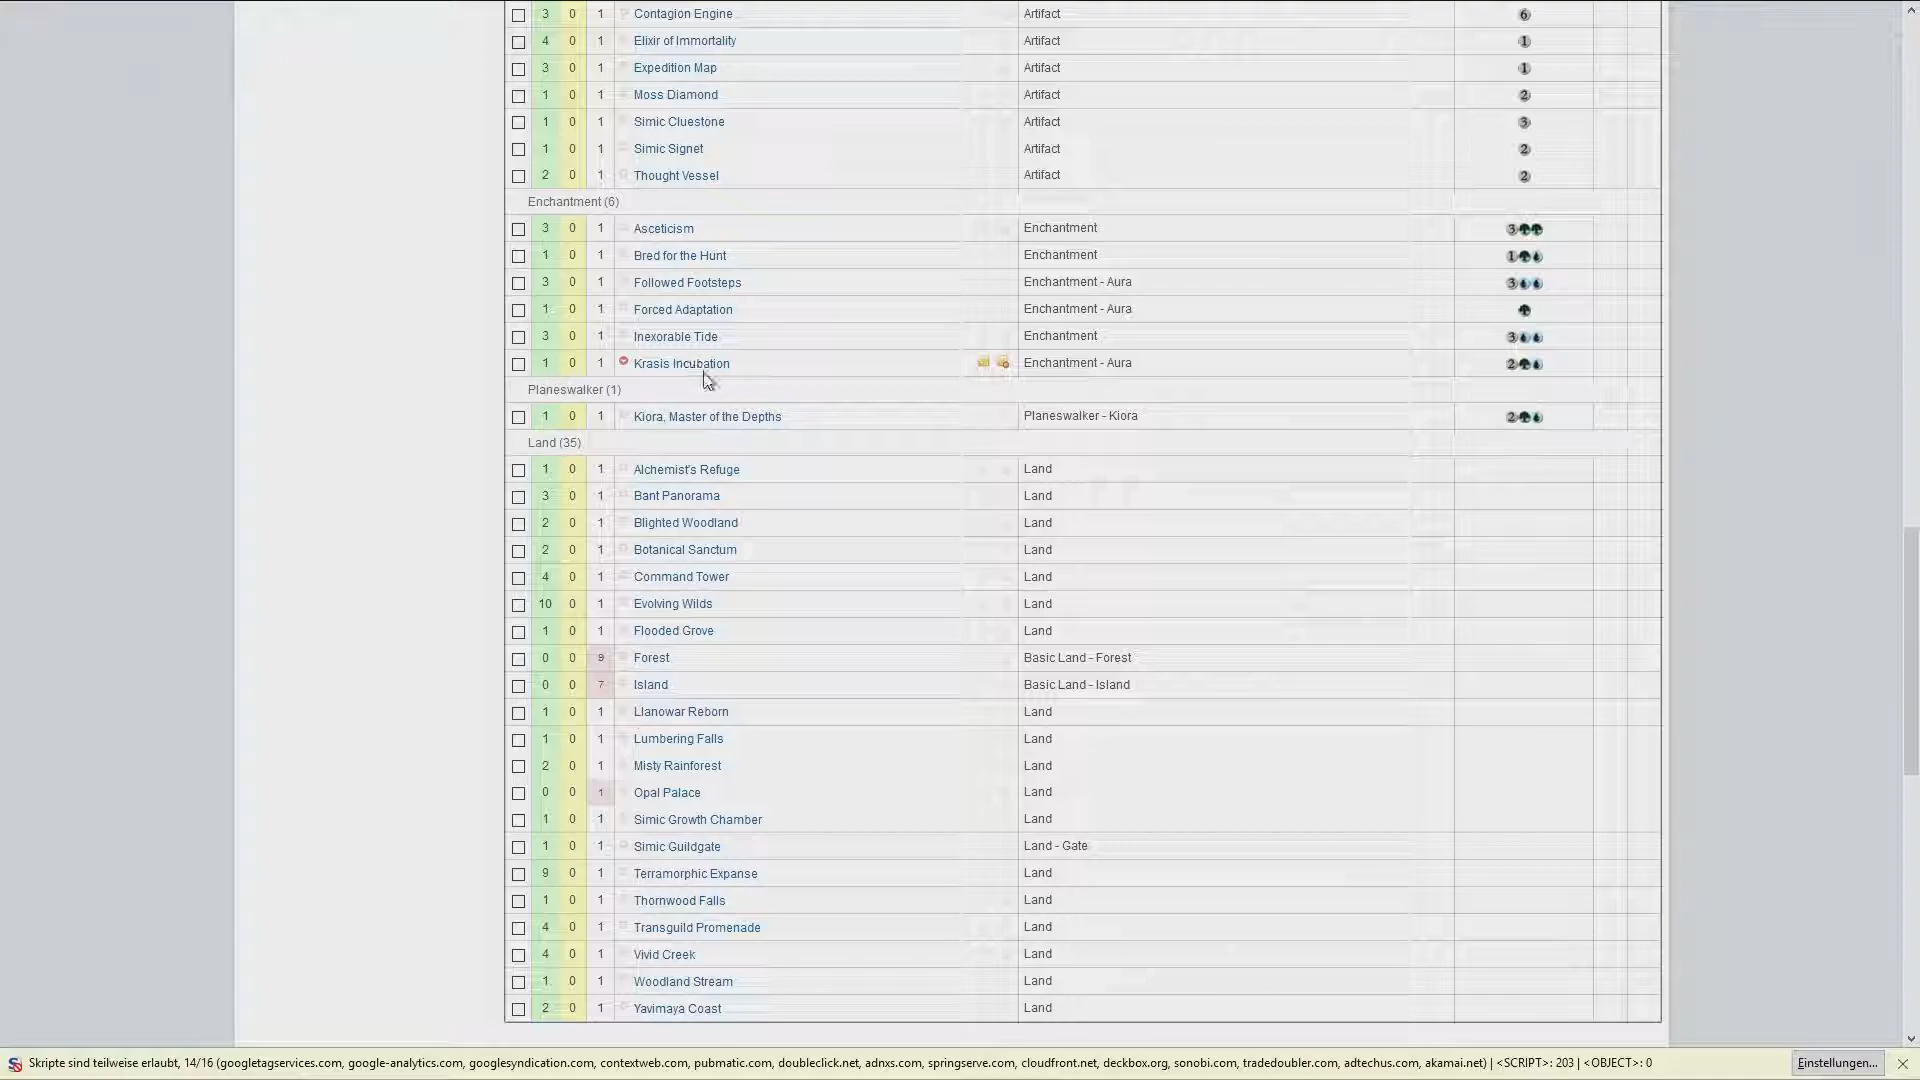 3 0 1 Contagion Engine Artifact 6
4 0 1 Elixir of Immortality Artifact 1
3 0 1 Expedition Map Artifact 1
1 0 1 Moss Diamond Artifact 2
1 0 1 Simic Cluestone Artifact 3
1 0 1 Simic Signet Artifact 2
2 0 1 Thought Vessel Artifact 2
Enchantment (6)
3 0 1 Asceticism Enchantment 3
1 0 1 Bred for the Hunt Enchantment 1
3 0 1 Followed Footsteps Enchantment - Aura 3
1 0 1 Forced Adaptation Enchantment - Aura
3 0 1 Inexorable Tide Enchantment 3
1 0 1 Krasis Incubation Enchantment - Aura 2
Planeswalker (1)
1 0 1 Kiora, Master of the Depths Planeswalker - Kiora 2
Land (35)
1 0 1 Alchemist's Refuge Land
3 0 1 Bant Panorama Land
2 0 1 Blighted Woodland Land
2 0 1 Botanical Sanctum Land
4 0 1 Command Tower Land
10 0 1 Evolving Wilds Land
1 0 1 Flooded Grove Land
0 0 9 Forest Basic Land - Forest
0 0 7 Island Basic Land - Island
1 0 1 Llanowar Reborn Land
1 0 1 Lumbering Falls Land
2 0 1 Misty Rainforest Land
0 0 1 Opal Palace Land
1 0 1 Simic Growth Chamber Land
1 0 1 Simic Guildgate Land - Gate
9 0 1 Terramorphic Expanse Land
1 0 1 Thornwood Falls Land
4 0 1 Transguild Promenade Land
4 0 1 Vivid Creek Land
1 0 1 Woodland Stream Land
2 0 1 Yavimaya Coast Land
Skripte sind teilweise erlaubt, 14/16 (googletagservices.com, google-analytics.com, googlesyndication.com, contextweb.com, pubmatic.com, doubleclick.net, adnxs.com, springserve.com, cloudfront.net, deckbox.org, sonobi.com, tradedoubler.com, adtechus.com, akamai.net) | <SCRIPT>: 203 | <OBJECT>: 0 Einstellungen...